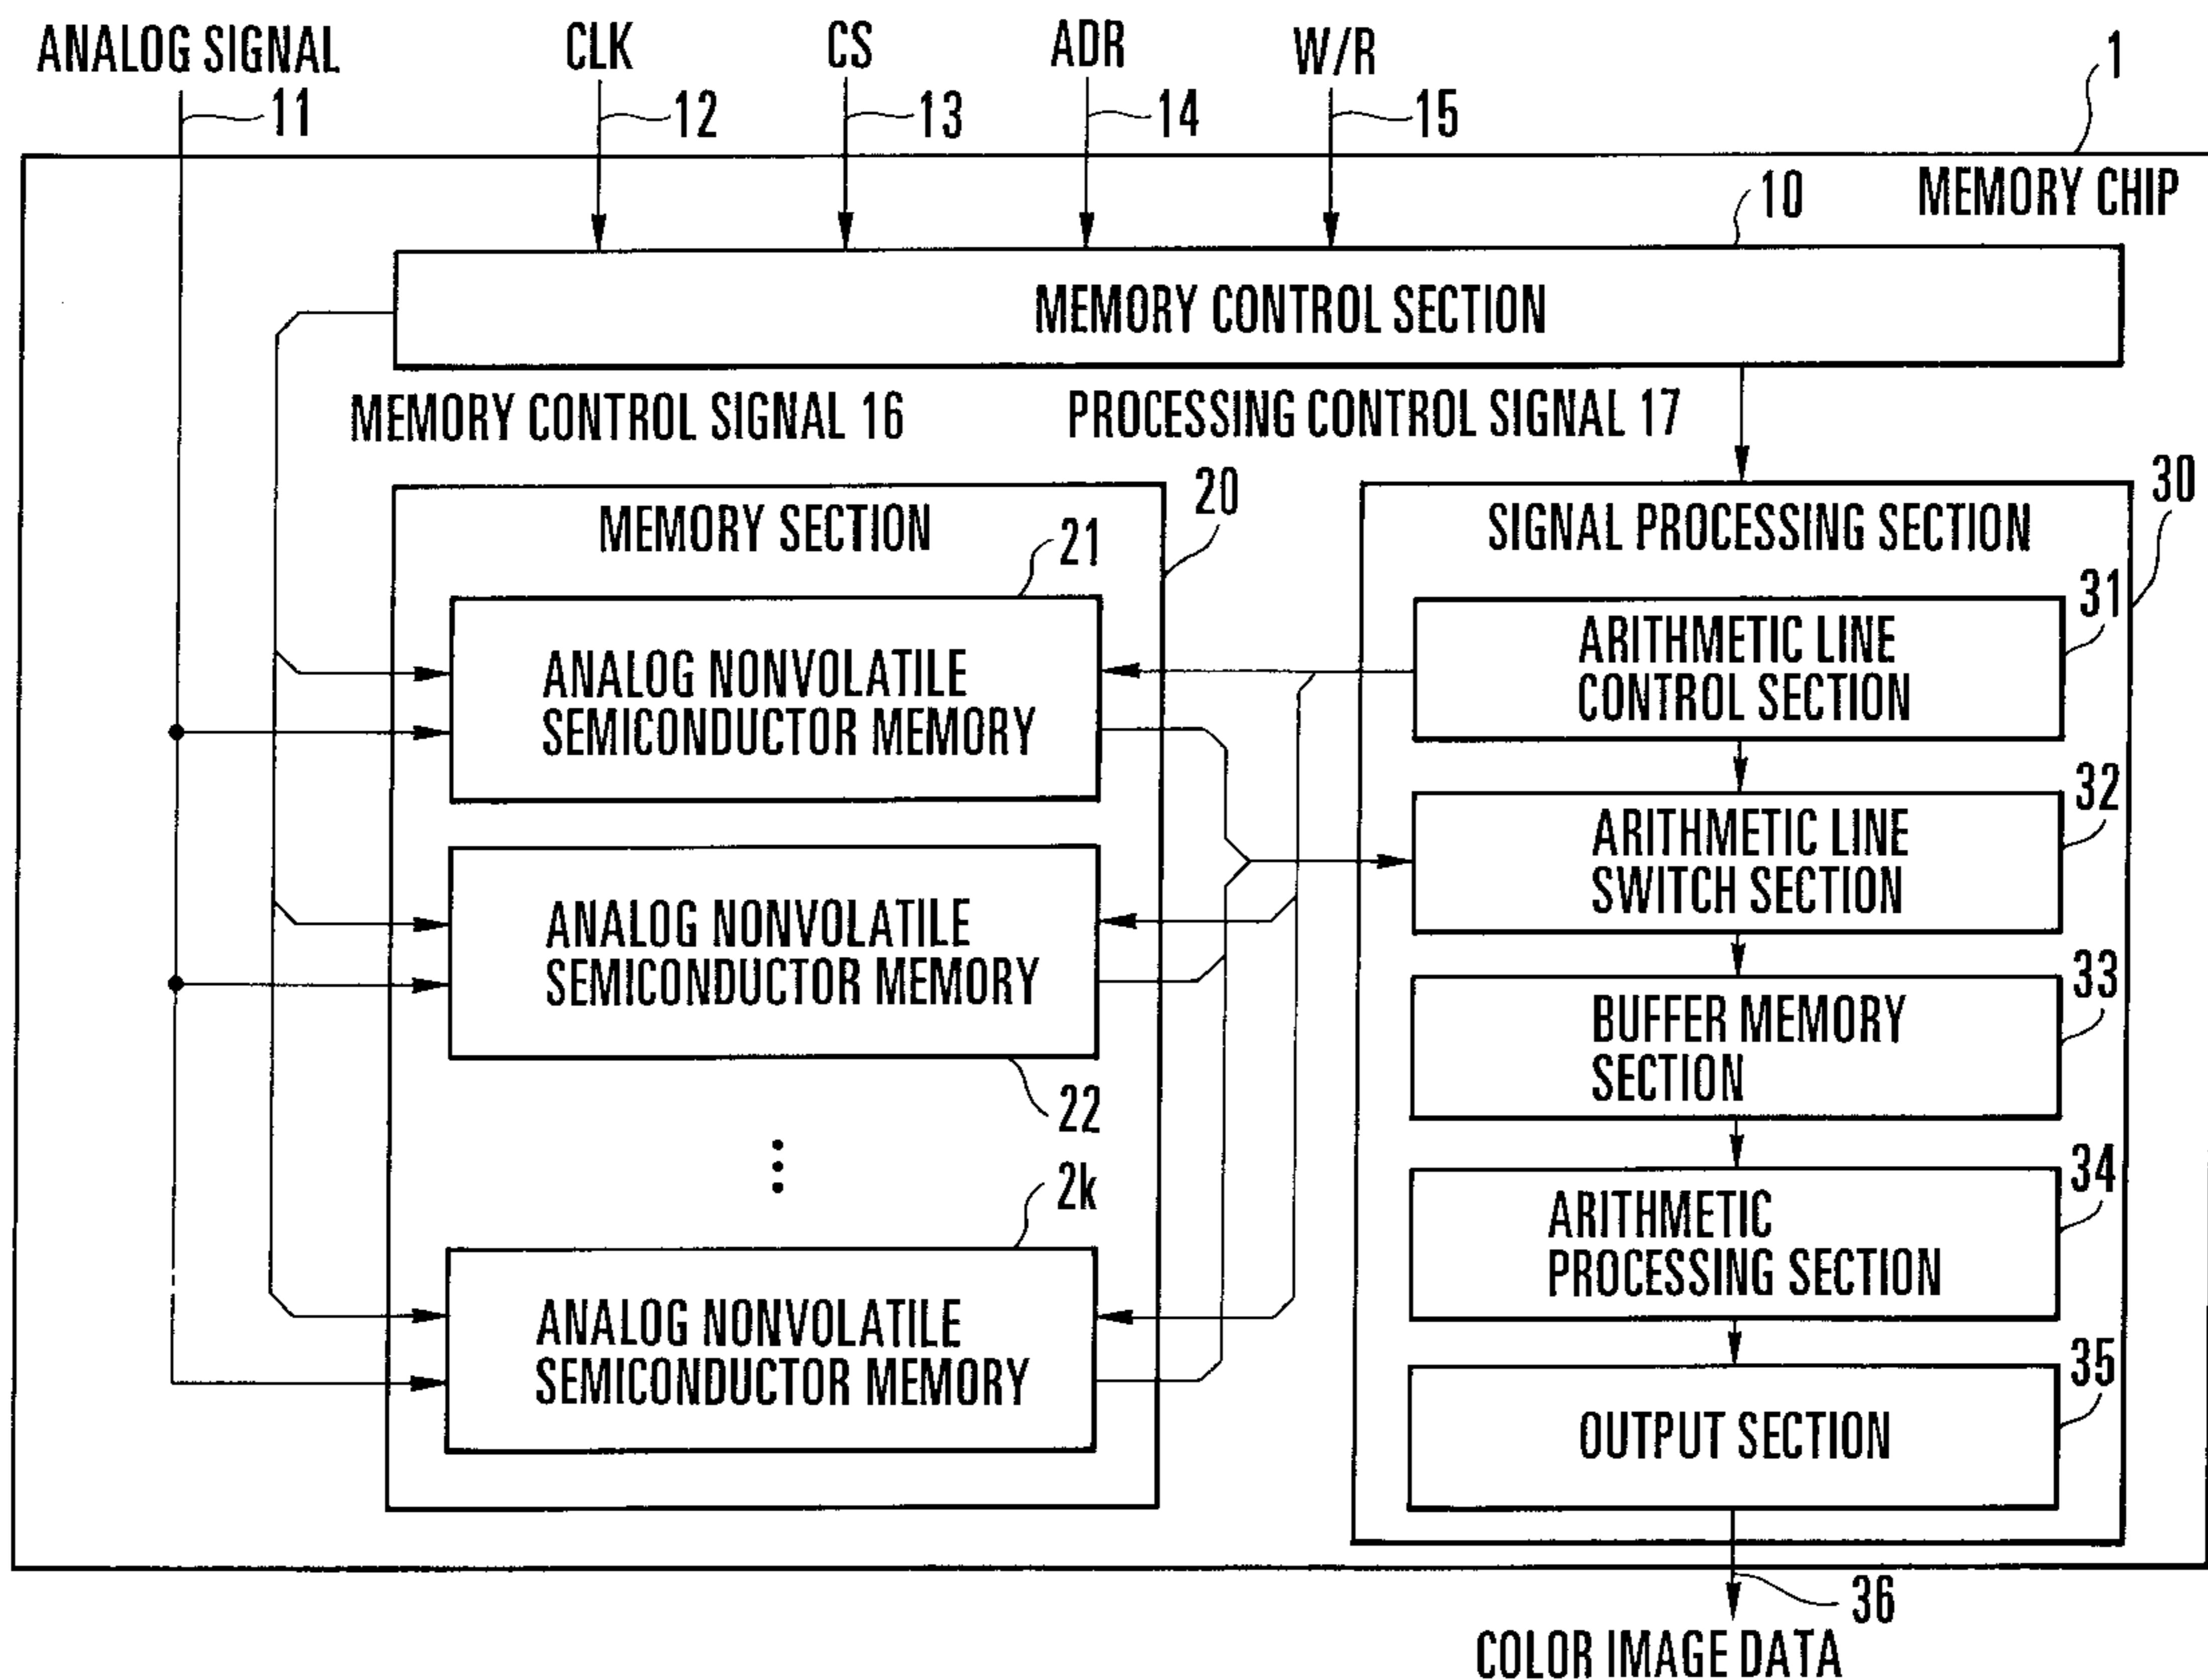 ANALOG SIGNAL
11
CLK
12
CS
13
ADR
14
W/R
15
1
MEMORY CHIP
10
MEMORY CONTROL SECTION
MEMORY CONTROL SIGNAL 16
PROCESSING CONTROL SIGNAL 17
MEMORY SECTION
20
21
ANALOG NONVOLATILE
SEMICONDUCTOR MEMORY
ANALOG NONVOLATILE
SEMICONDUCTOR MEMORY
22
2k
ANALOG NONVOLATILE
SEMICONDUCTOR MEMORY
SIGNAL PROCESSING SECTION
30
31
ARITHMETIC LINE
CONTROL SECTION
32
ARITHMETIC LINE
SWITCH SECTION
33
BUFFER MEMORY
SECTION
34
ARITHMETIC
PROCESSING SECTION
35
OUTPUT SECTION
36
COLOR IMAGE DATA